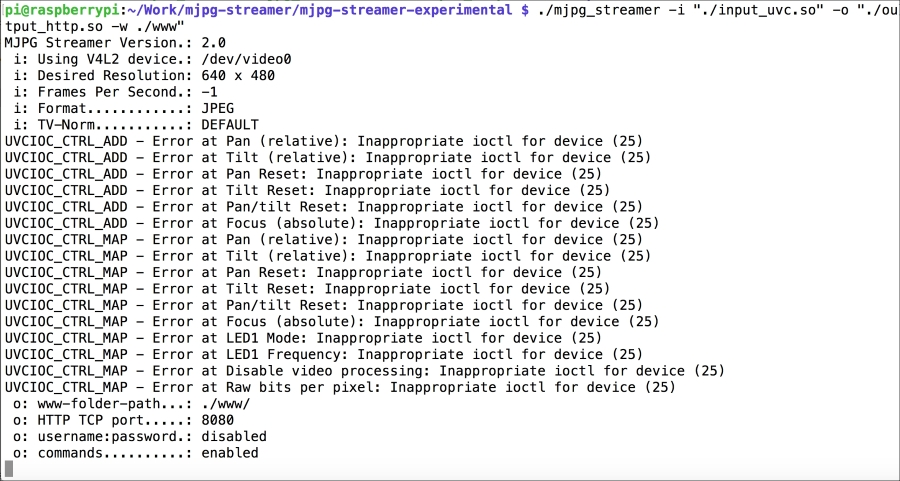 pi@raspberrypi:~/Work/mjpg-streamer/mjpg-streamer-experimental $ ./mjpg_streamer -i "./input_uvc.so" -o "./ou
tput_http.so -w ./www"
MJPG Streamer Version.: 2.0
 i: Using V4L2 device.: /dev/video0
 i: Desired Resolution: 640 x 480
 i: Frames Per Second.: -1
 i: Format............: JPEG
 i: TV-Norm...........: DEFAULT
UVCIOC_CTRL_ADD - Error at Pan (relative): Inappropriate ioctl for device (25)
UVCIOC_CTRL_ADD - Error at Tilt (relative): Inappropriate ioctl for device (25)
UVCIOC_CTRL_ADD - Error at Pan Reset: Inappropriate ioctl for device (25)
UVCIOC_CTRL_ADD - Error at Tilt Reset: Inappropriate ioctl for device (25)
UVCIOC_CTRL_ADD - Error at Pan/tilt Reset: Inappropriate ioctl for device (25)
UVCIOC_CTRL_ADD - Error at Focus (absolute): Inappropriate ioctl for device (25)
UVCIOC_CTRL_MAP - Error at Pan (relative): Inappropriate ioctl for device (25)
UVCIOC_CTRL_MAP - Error at Tilt (relative): Inappropriate ioctl for device (25)
UVCIOC_CTRL_MAP - Error at Pan Reset: Inappropriate ioctl for device (25)
UVCIOC_CTRL_MAP - Error at Tilt Reset: Inappropriate ioctl for device (25)
UVCIOC_CTRL_MAP - Error at Pan/tilt Reset: Inappropriate ioctl for device (25)
UVCIOC_CTRL_MAP - Error at Focus (absolute): Inappropriate ioctl for device (25)
UVCIOC_CTRL_MAP - Error at LED1 Mode: Inappropriate ioctl for device (25)
UVCIOC_CTRL_MAP - Error at LED1 Frequency: Inappropriate ioctl for device (25)
UVCIOC_CTRL_MAP - Error at Disable video processing: Inappropriate ioctl for device (25)
UVCIOC_CTRL_MAP - Error at Raw bits per pixel: Inappropriate ioctl for device (25)
 o: www-folder-path...: ./www/
 o: HTTP TCP port.....: 8080
 o: username:password.: disabled
 o: commands..........: enabled